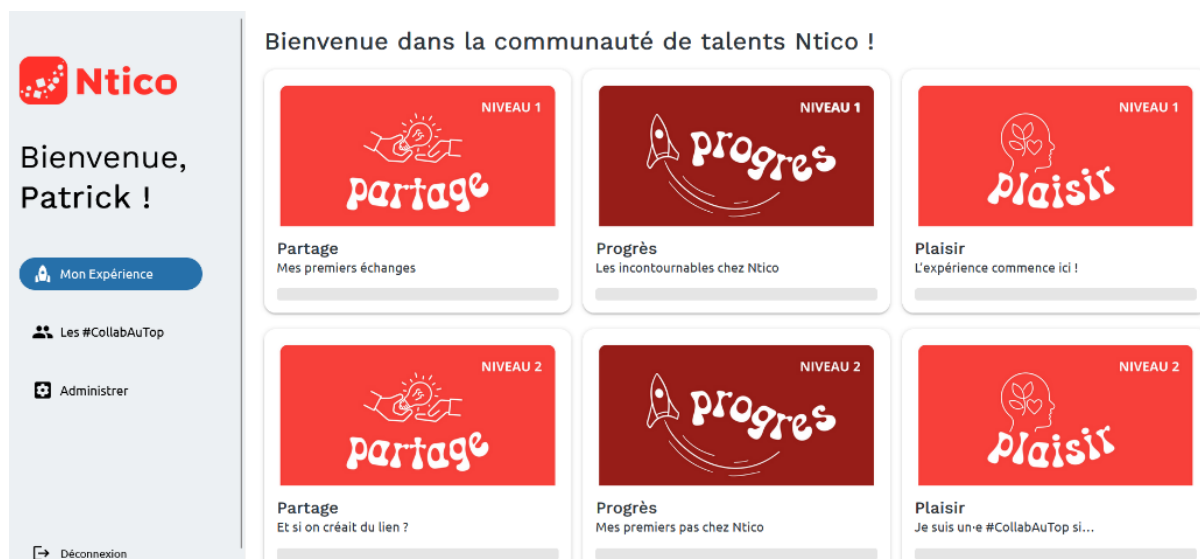 Ntico
Bienvenue,
Patrick !
Mon Expérience
Les #CollabAuTop
Administrer
Déconnexion
Bienvenue dans la communauté de talents Ntico !
NIVEAU 1
partage
Partage
Mes premiers échanges
NIVEAU 1
progres
Progrès
Les incontournables chez Ntico
NIVEAU 1
plaisir
Plaisir
L'expérience commence ici !
NIVEAU 2
partage
Partage
Et si on créait du lien ?
NIVEAU 2
progres
Progrès
Mes premiers pas chez Ntico
NIVEAU 2
plaisir
Plaisir
Je suis un·e #CollabAuTop si...